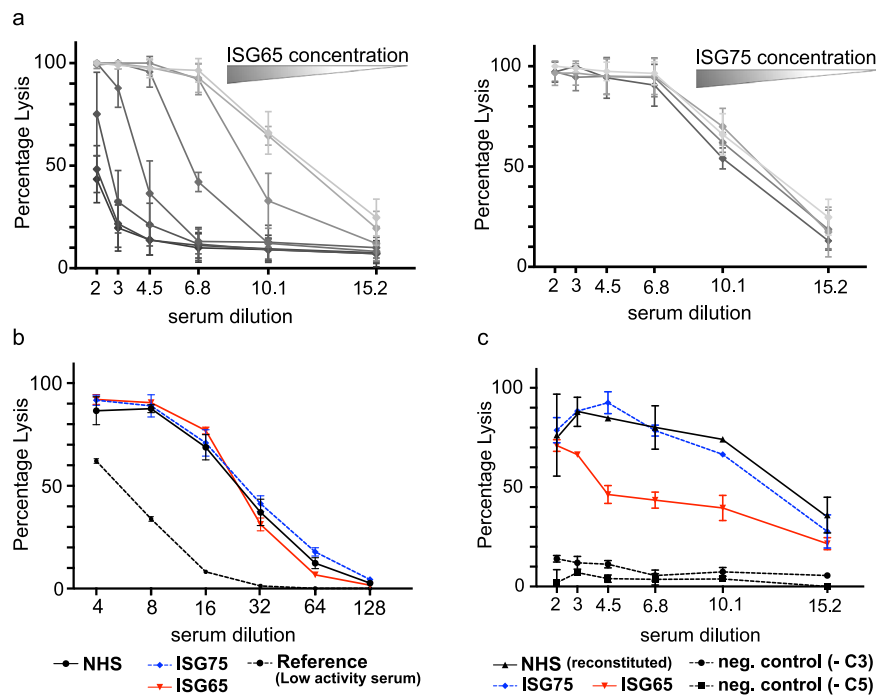 a
ISG65 concentration
Percentage Lysis
100
50
0
2 3 4.5 6.8 10.1 15.2
serum dilution
ISG75 concentration
Percentage Lysis
100
50
0
2 3 4.5 6.8 10.1 15.2
serum dilution
b
Percentage Lysis
100
50
0
4 8 16 32 64 128
serum dilution
NHS
ISG75
ISG65
Reference
(Low activity serum)
c
Percentage Lysis
100
50
0
2 3 4.5 6.8 10.1 15.2
serum dilution
NHS (reconstituted)
ISG75
ISG65
neg. control (- C3)
neg. control (- C5)